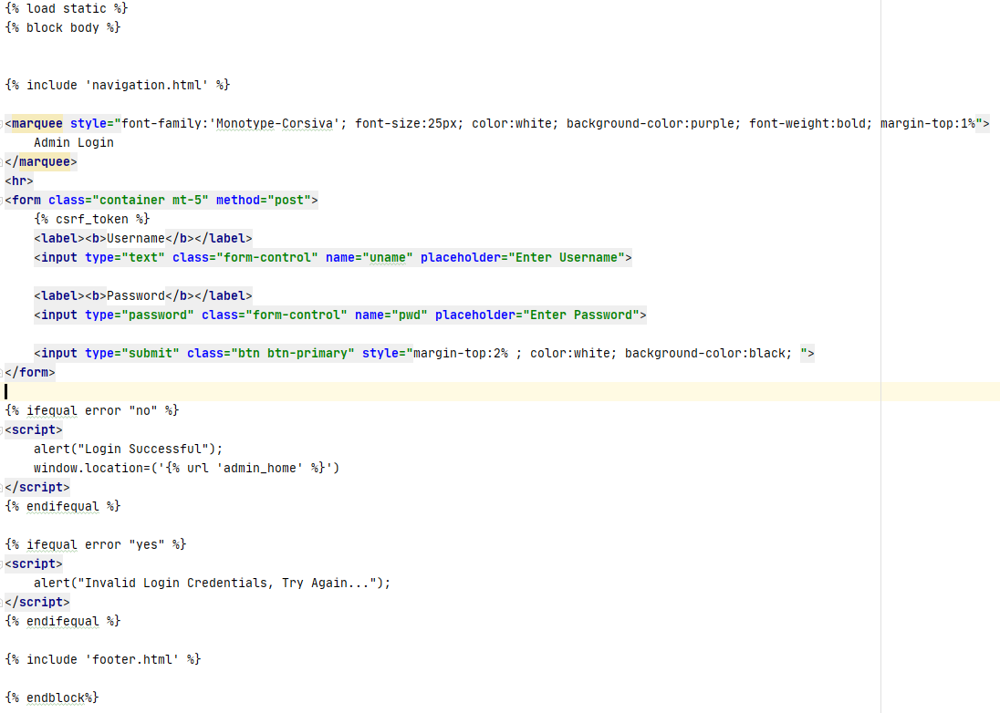 {% load static %}
{% block body %}
{% include 'navigation.html' %}
<marquee style="font-family:'Monotype-Corsiva'; font-size:25px; color:white; background-color:purple; font-weight:bold; margin-top:1%">
    Admin Login
</marquee>
<hr>
<form class="container mt-5" method="post">
    {% csrf_token %}
    <label><b>Username</b></label>
    <input type="text" class="form-control" name="uname" placeholder="Enter Username">
    <label><b>Password</b></label>
    <input type="password" class="form-control" name="pwd" placeholder="Enter Password">
    <input type="submit" class="btn btn-primary" style="margin-top:2% ; color:white; background-color:black; ">
</form>
{% ifequal error "no" %}
<script>
    alert("Login Successful");
    window.location=('{% url 'admin_home' %}')
</script>
{% endifequal %}
{% ifequal error "yes" %}
<script>
    alert("Invalid Login Credentials, Try Again...");
</script>
{% endifequal %}
{% include 'footer.html' %}
{% endblock%}